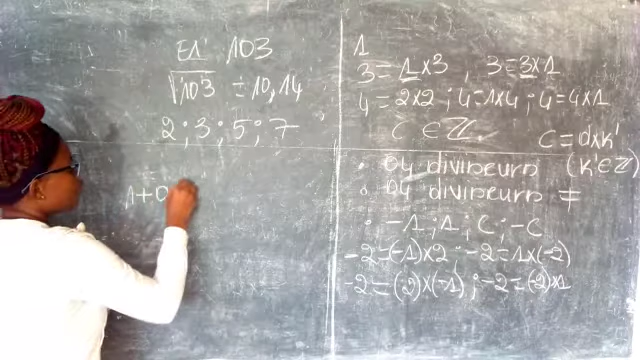 E1 103
√103 = 10,14
2 ; 3 ; 5 ; 7
1+0
1
3 = 1x3 , 3 = 3x1
4 = 2x2 ; 4 = 1x4 ; 4 = 4x1
C ∈ ℤ. C = dxk'
• 04 diviseurs (k' ∈ ℤ)
• 04 diviseurs ≠
• -1 ; 1 ; C ; -C
-2 = (-1)x2 ; -2 = 1x(-2)
-2 = (2)x(-1) ; -2 = (-2)x1